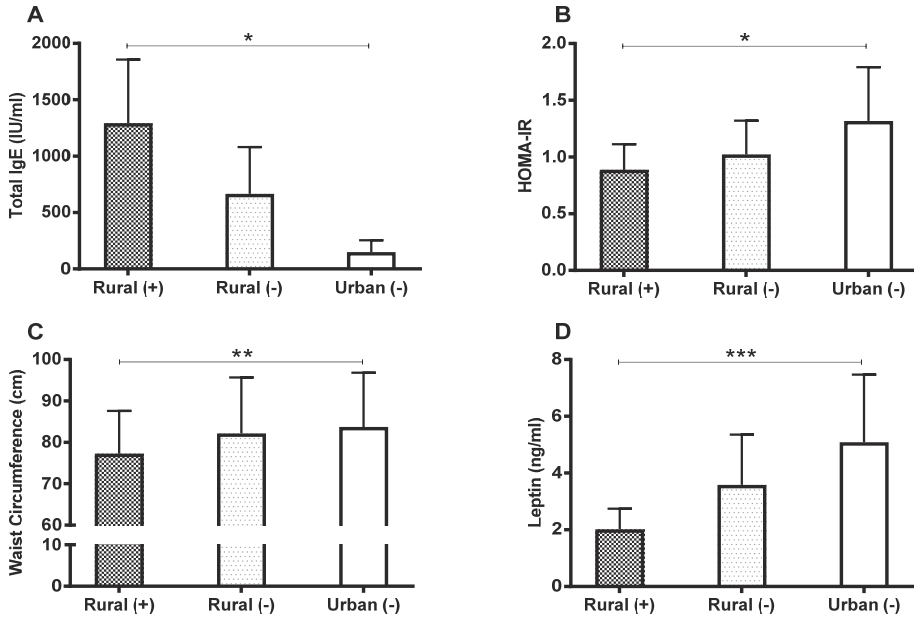 A
Total IgE (IU/ml)
2000
1500
1000
500
0
*
Rural (+) Rural (-) Urban (-)
B
HOMA-IR
2.0
1.5
1.0
0.5
0.0
*
Rural (+) Rural (-) Urban (-)
C
Waist Circumference (cm)
100
90
80
70
60
10
0
**
Rural (+) Rural (-) Urban (-)
D
Leptin (ng/ml)
8
6
4
2
0
***
Rural (+) Rural (-) Urban (-)